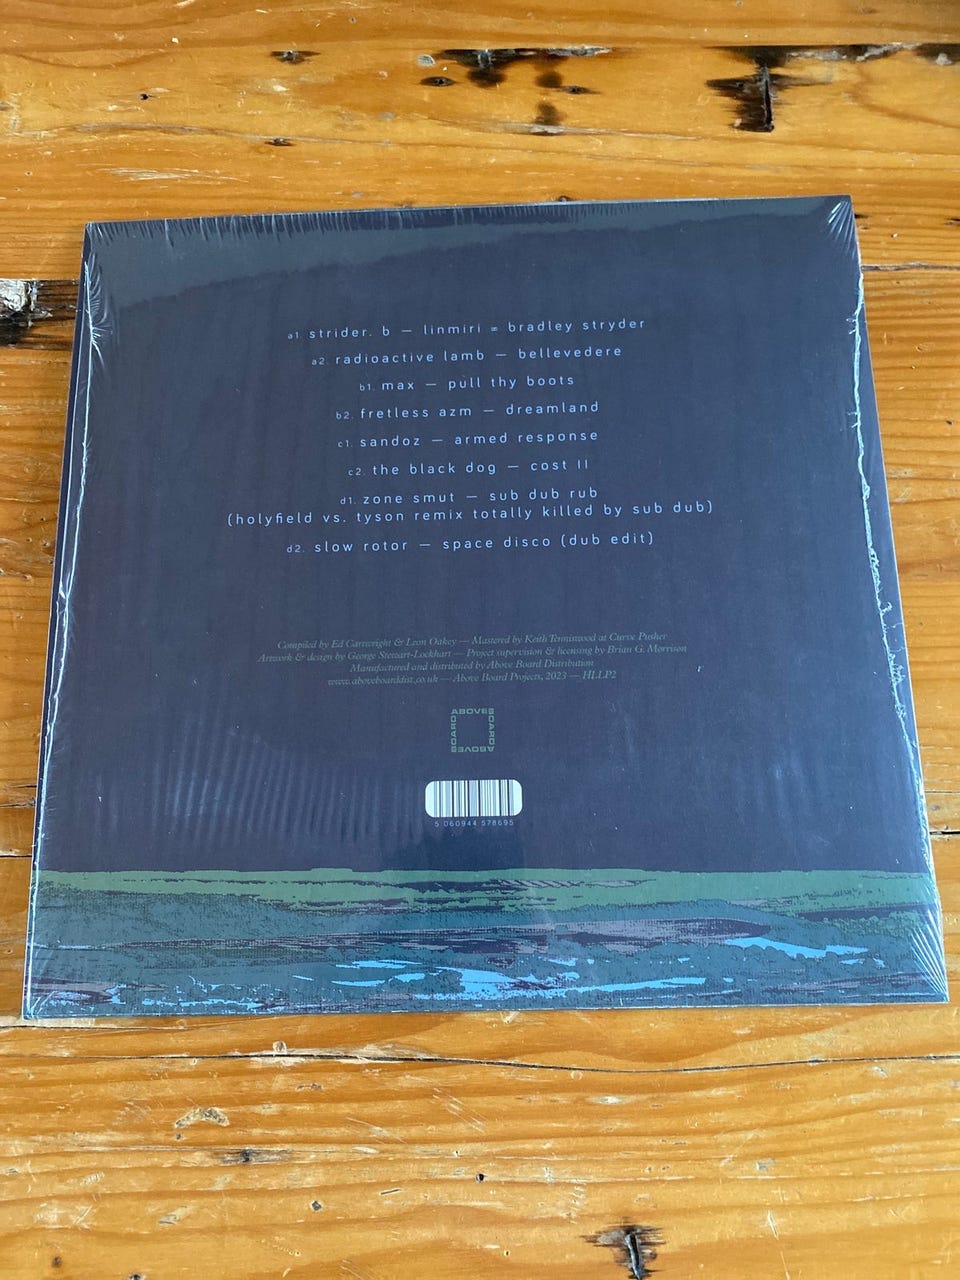 a1. strider. b — linmiri = bradley stryder
a2. radioactive lamb — bellevedere
b1. max — pull thy boots
b2. fretless azm — dreamland
c1. sandoz — armed response
c2. the black dog — cost II
d1. zone smut — sub dub rub
(holyfield vs. tyson remix totally killed by sub dub)
d2. slow rotor — space disco (dub edit)
Compiled by Ed Cartwright & Leon Oakey — Mastered by Keith Tenniswood at Curve Pusher
Artwork & design by George Stewart-Lockhart — Project supervision & licensing by Brian G. Morrison
Manufactured and distributed by Above Board Distribution
www.aboveboarddist.co.uk — Above Board Projects, 2023 — HLLP2
ABOVEBOARD
ABOVEBOARD
5 060944 578695